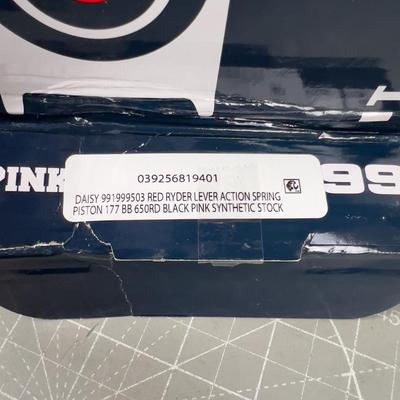 039256819401
PINK
DAISY 991999503 RED RYDER LEVER ACTION SPRING
PISTON 177 BB 650RD BLACK PINK SYNTHETIC STOCK
99